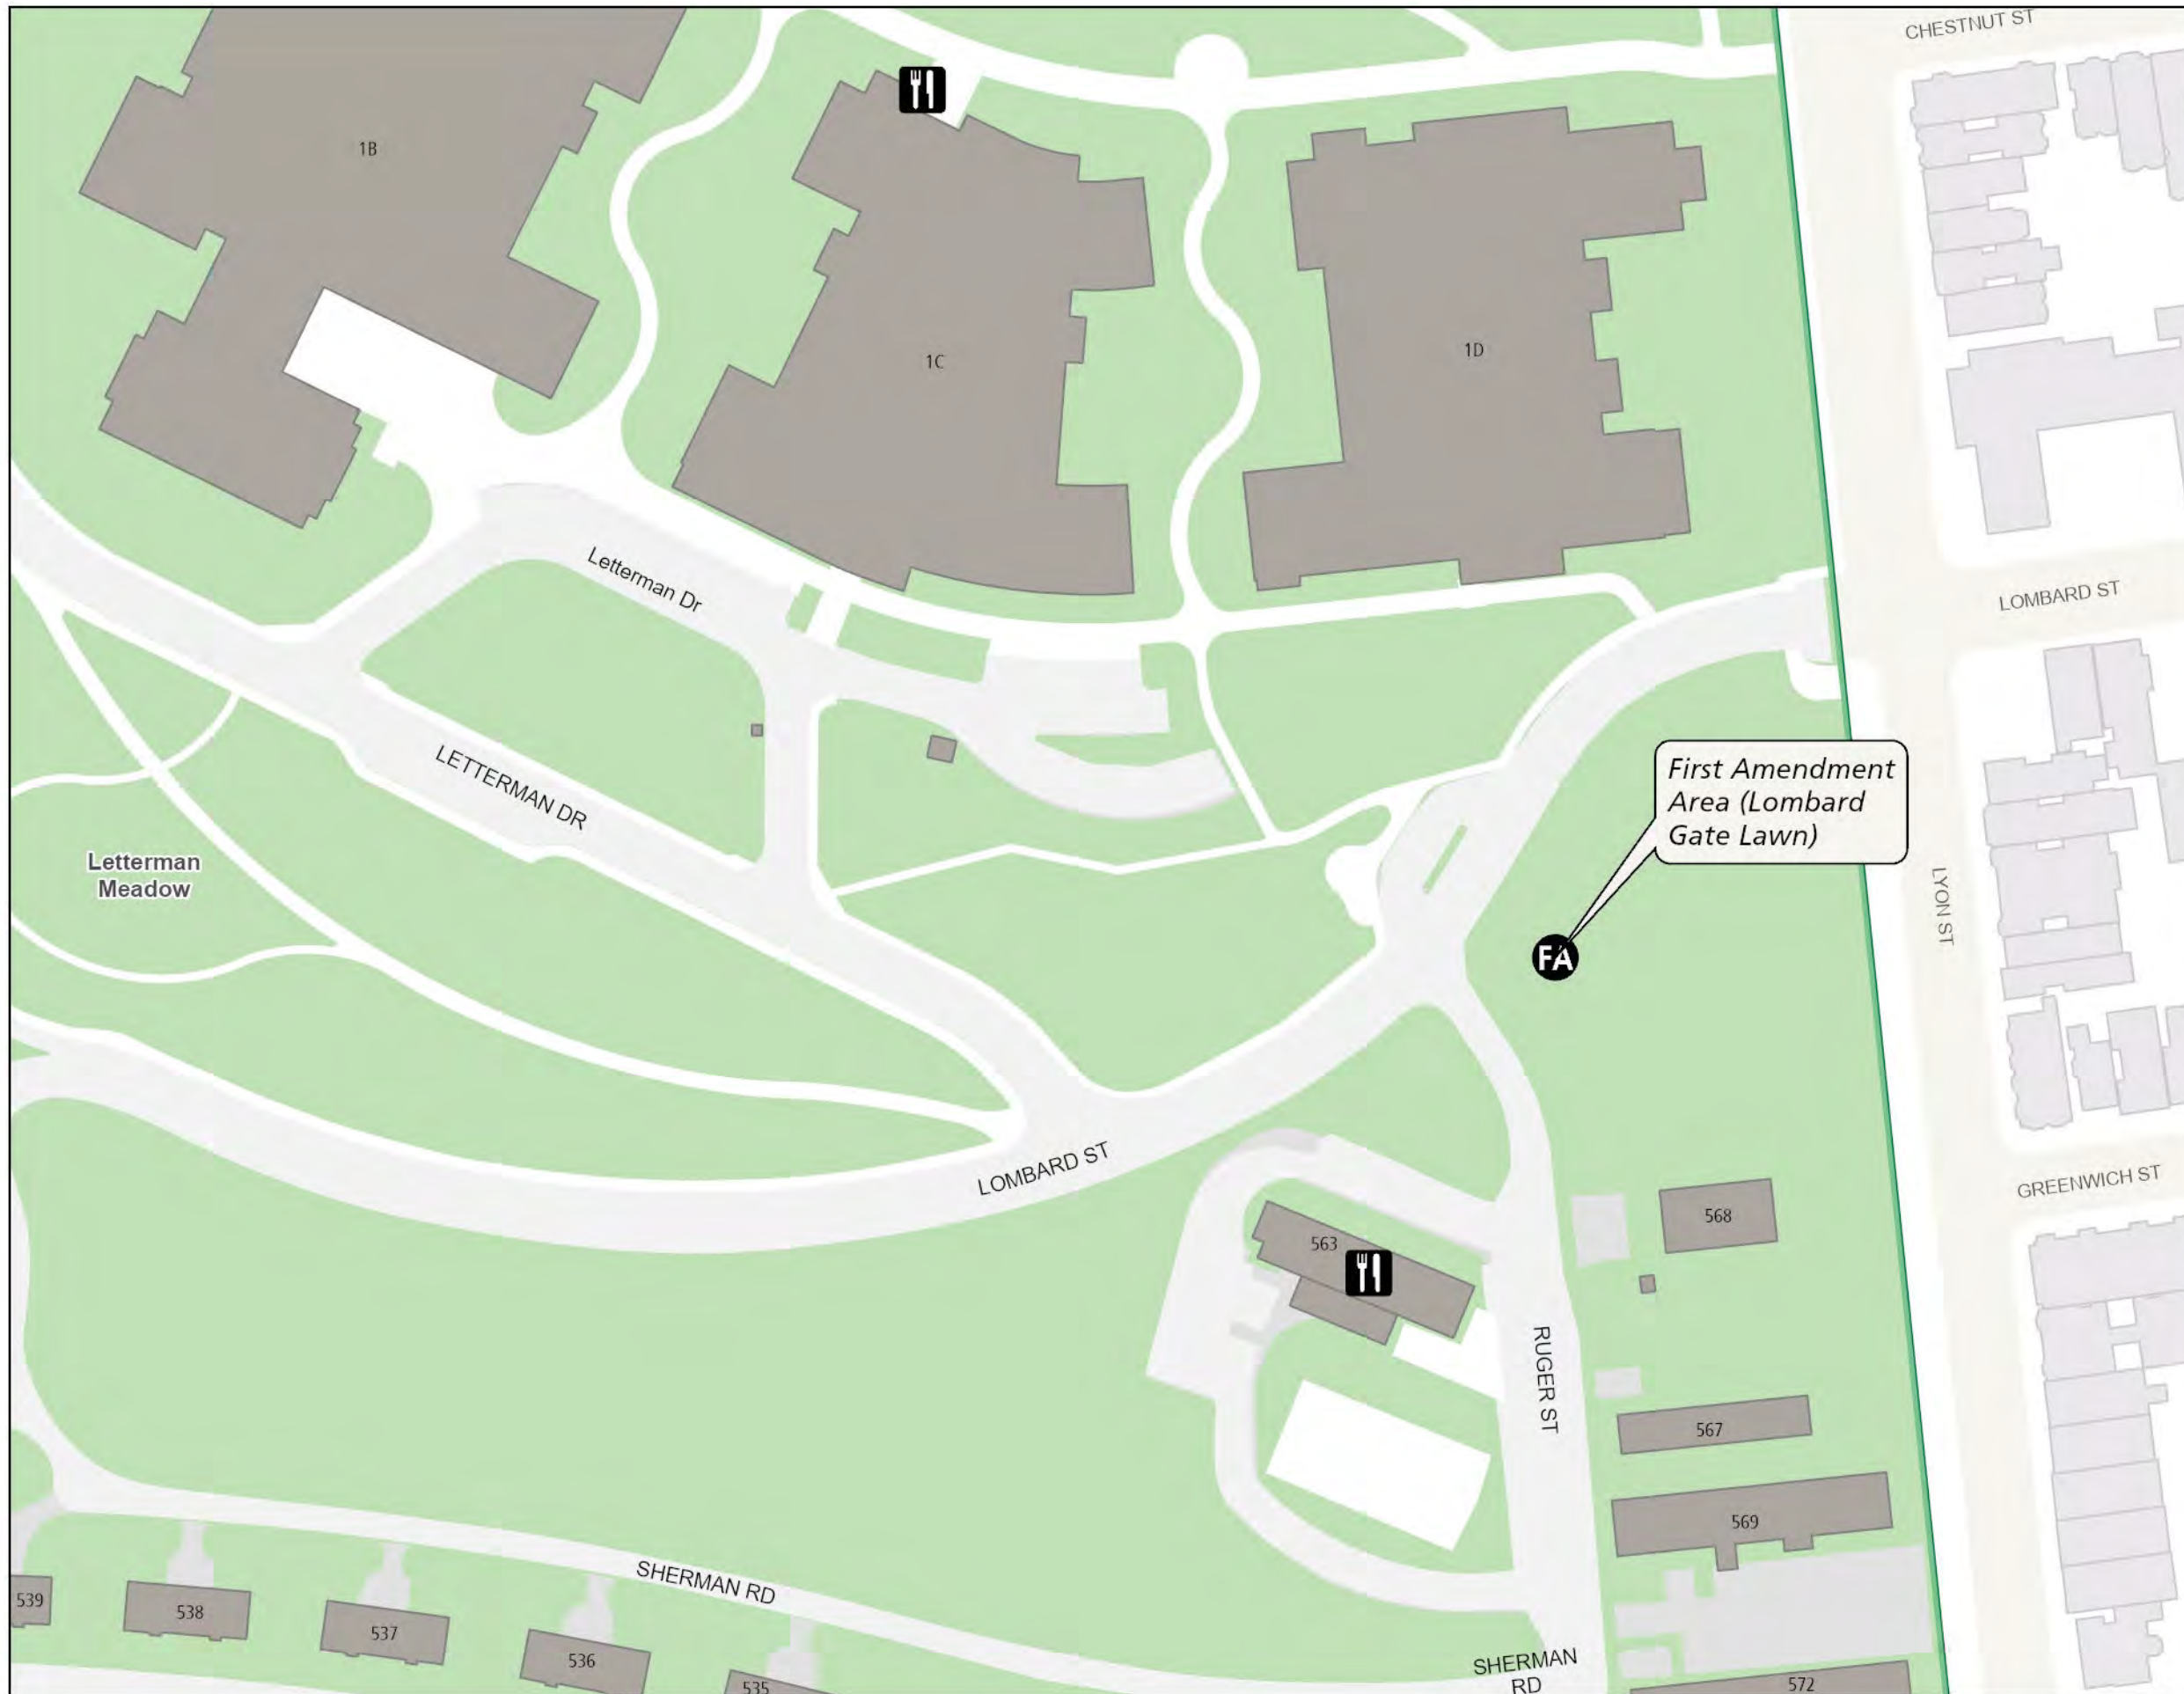 CHESTNUT ST
1B
1C
1D
Letterman Dr
LOMBARD ST
LETTERMAN DR
First Amendment
Area (Lombard
Gate Lawn)
Letterman
Meadow
LYON ST
FA
LOMBARD ST
GREENWICH ST
568
563
RUGER ST
567
569
SHERMAN RD
539
538
537
536
535
SHERMAN
RD
572